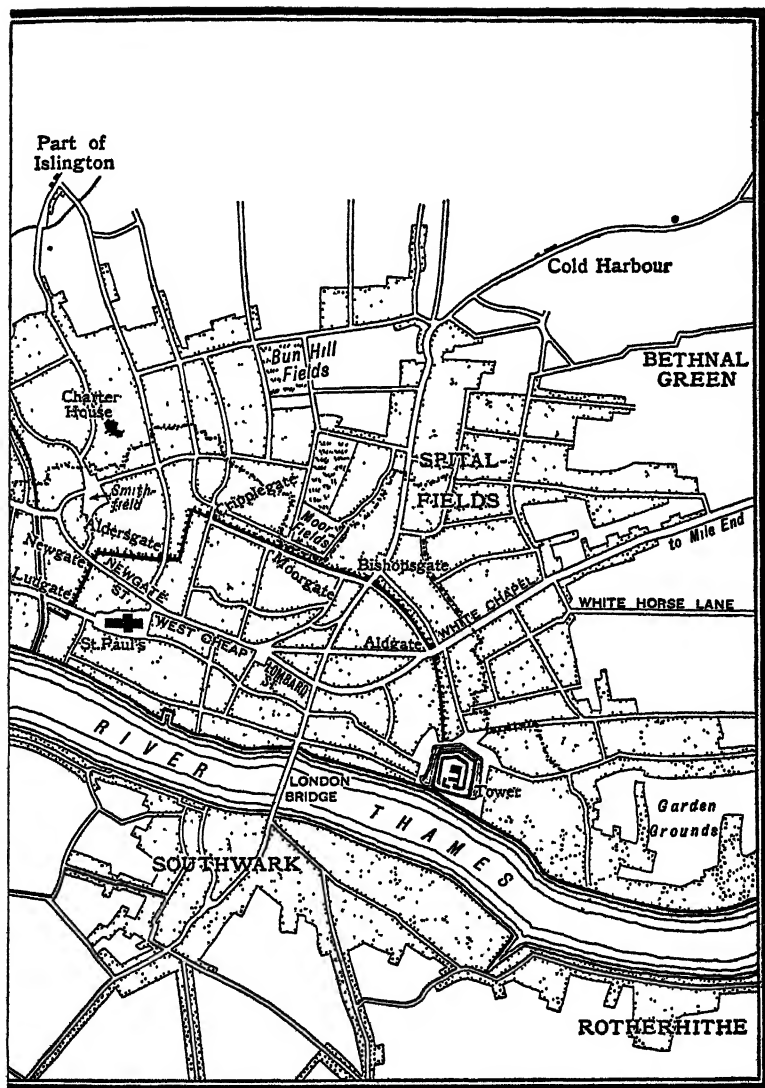 Part of
Islington
Cold Harbour
BETHNAL
GREEN
Bun Hill
Fields
Charter
House
SPITAL-
FIELDS
Smith-
field
Cripplegate
Moor
Fields
Aldersgate
to Mile End
Newgate
NEWGATE
ST.
Moorgate
Bishopsgate
Ludgate
WHITE CHAPEL
WHITE HORSE LANE
St. Paul's
WEST CHEAP
Aldgate
LOMBARD
ST.
RIVER
LONDON
BRIDGE
THAMES
Tower
Garden
Grounds
SOUTHWARK
ROTHERHITHE